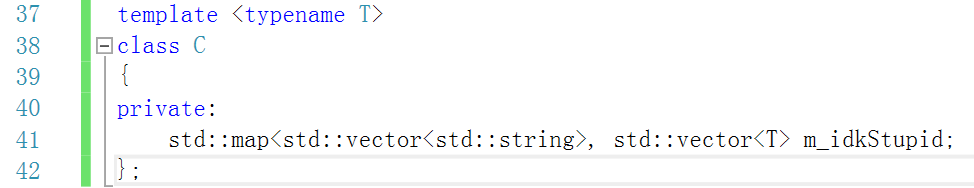 37 template <typename T>
38 class C
39 {
40 private:
41 std::map<std::vector<std::string>, std::vector<T> m_idkStupid;
42 };